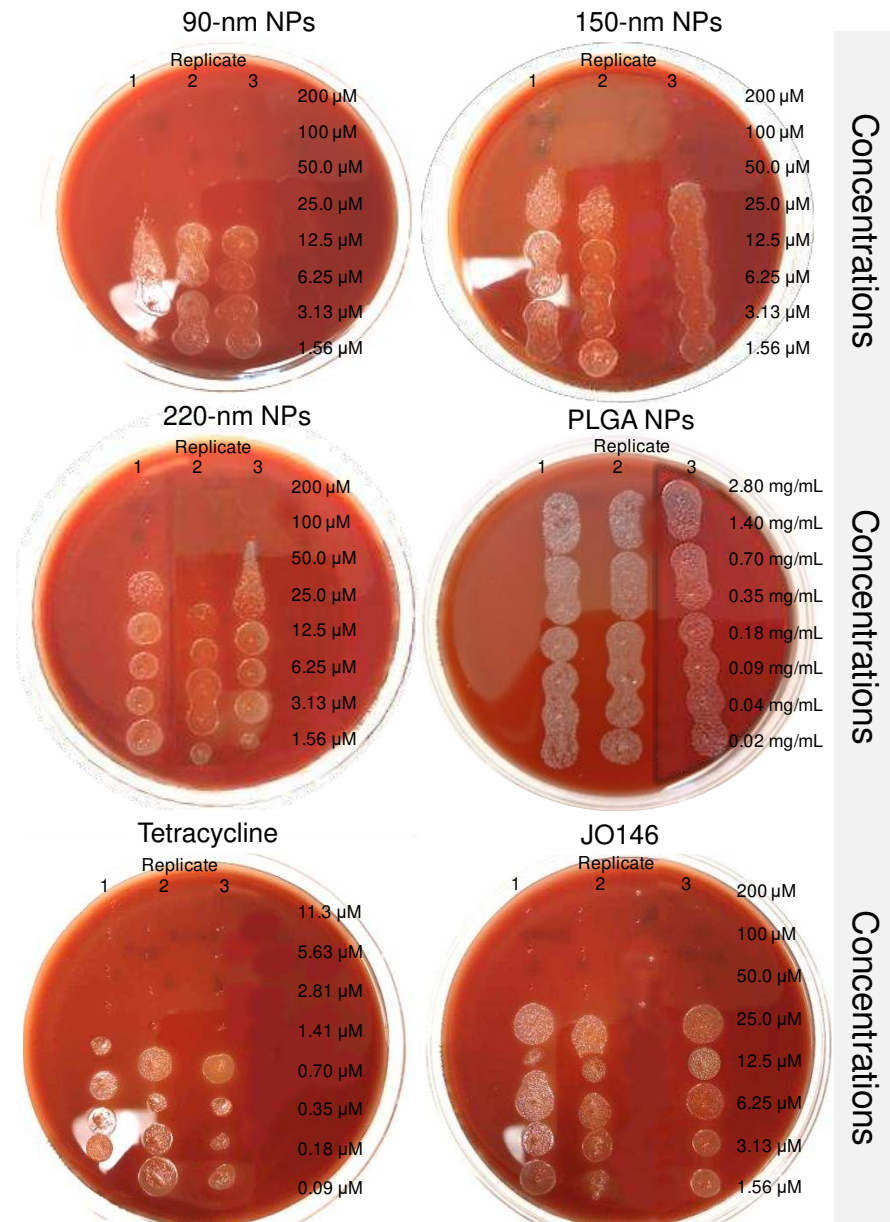 90-nm NPs
150-nm NPs
Replicate
1 2 3
200 µM
100 µM
50.0 µM
25.0 µM
12.5 µM
6.25 µM
3.13 µM
1.56 µM
Replicate
1 2 3
200 µM
100 µM
50.0 µM
25.0 µM
12.5 µM
6.25 µM
3.13 µM
1.56 µM
Concentrations
220-nm NPs
PLGA NPs
Replicate
1 2 3
200 µM
100 µM
50.0 µM
25.0 µM
12.5 µM
6.25 µM
3.13 µM
1.56 µM
Replicate
1 2 3
2.80 mg/mL
1.40 mg/mL
0.70 mg/mL
0.35 mg/mL
0.18 mg/mL
0.09 mg/mL
0.04 mg/mL
0.02 mg/mL
Concentrations
Tetracycline
JO146
Replicate
1 2 3
11.3 µM
5.63 µM
2.81 µM
1.41 µM
0.70 µM
0.35 µM
0.18 µM
0.09 µM
Replicate
1 2 3
200 µM
100 µM
50.0 µM
25.0 µM
12.5 µM
6.25 µM
3.13 µM
1.56 µM
Concentrations